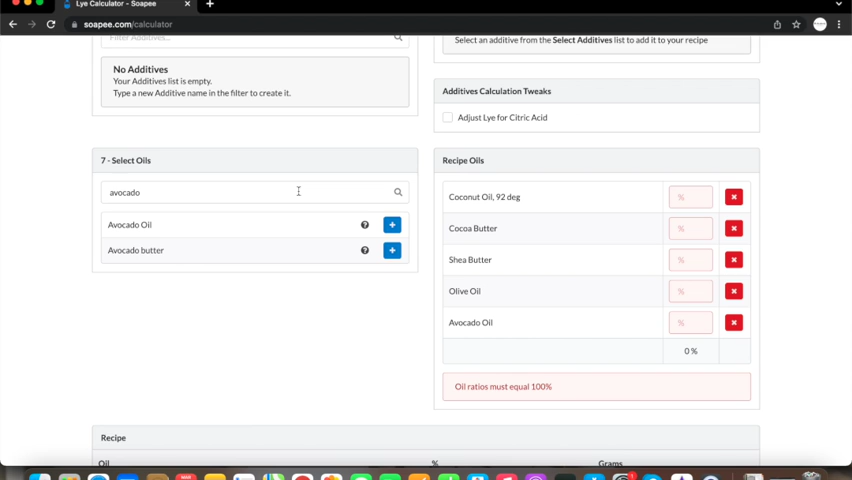 Lye Calculator - Soapee
soapee.com/calculator
Filter Additives...
No Additives
Your Additives list is empty.
Type a new Additive name in the filter to create it.
Select an additive from the Select Additives list to add it to your recipe
Additives Calculation Tweaks
Adjust Lye for Citric Acid
7 - Select Oils
avocado
Avocado Oil
Avocado butter
Recipe Oils
Coconut Oil, 92 deg %
Cocoa Butter %
Shea Butter %
Olive Oil %
Avocado Oil %
0 %
Oil ratios must equal 100%
Recipe
Oil % Grams